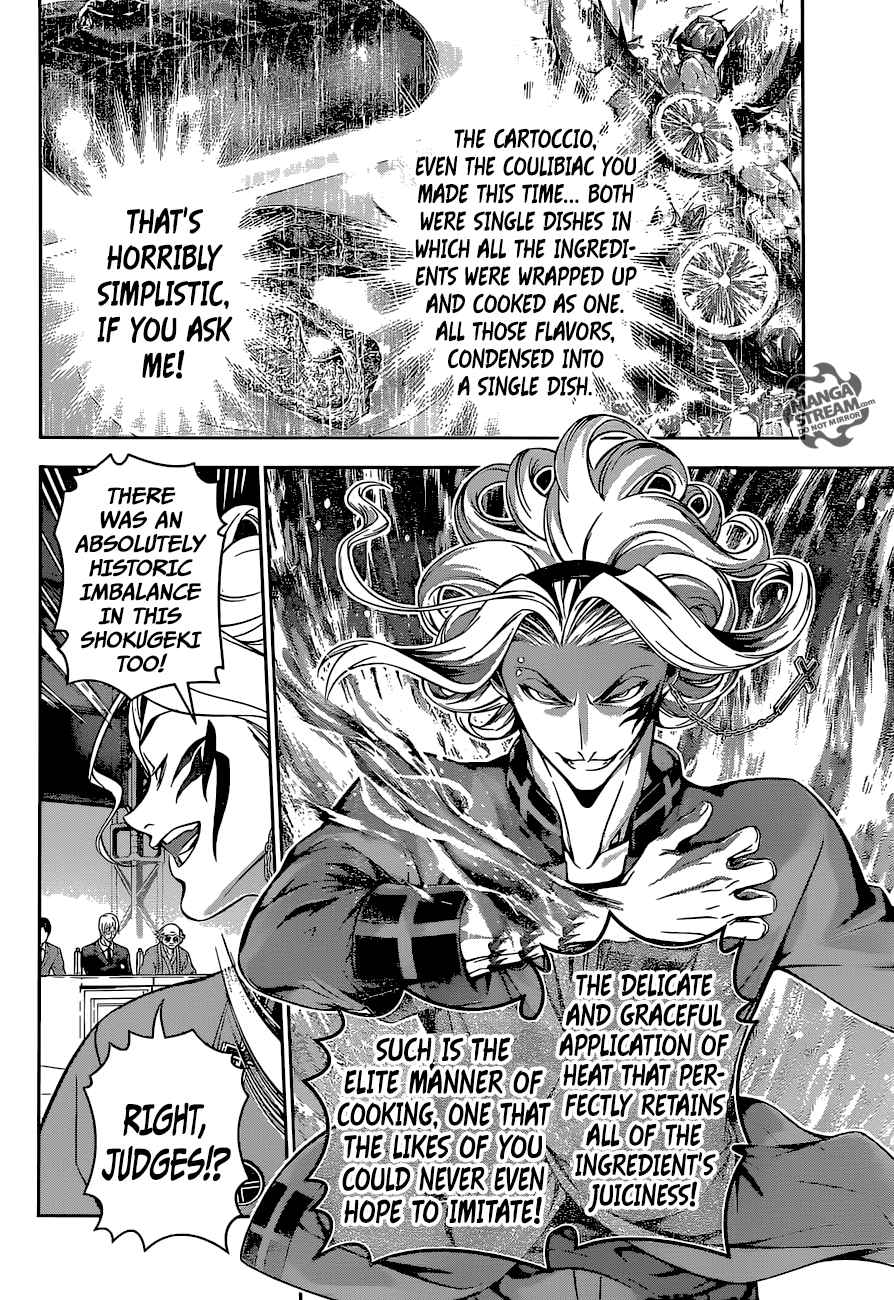 THE CARTOCCIO,
EVEN THE COULIBIAC YOU
MADE THIS TIME... BOTH
WERE SINGLE DISHES IN
WHICH ALL THE INGREDI-
ENTS WERE WRAPPED UP
AND COOKED AS ONE.
ALL THOSE FLAVORS,
CONDENSED INTO
A SINGLE DISH.
THAT'S
HORRIBLY
SIMPLISTIC,
IF YOU ASK
ME!
MANGA
STREAM.com
DO NOT MIRROR
THE DELICATE
AND GRACEFUL
APPLICATION OF
HEAT THAT PER-
FECTLY RETAINS
ALL OF THE
INGREDIENT'S
JUICINESS!
SUCH IS THE
ELITE MANNER OF
COOKING, ONE THAT
THE LIKES OF YOU
COULD NEVER EVEN
HOPE TO IMITATE!
THERE
WAS AN
ABSOLUTELY
HISTORIC
IMBALANCE
IN THIS
SHOKUGEKI
TOO!
RIGHT,
JUDGES!?